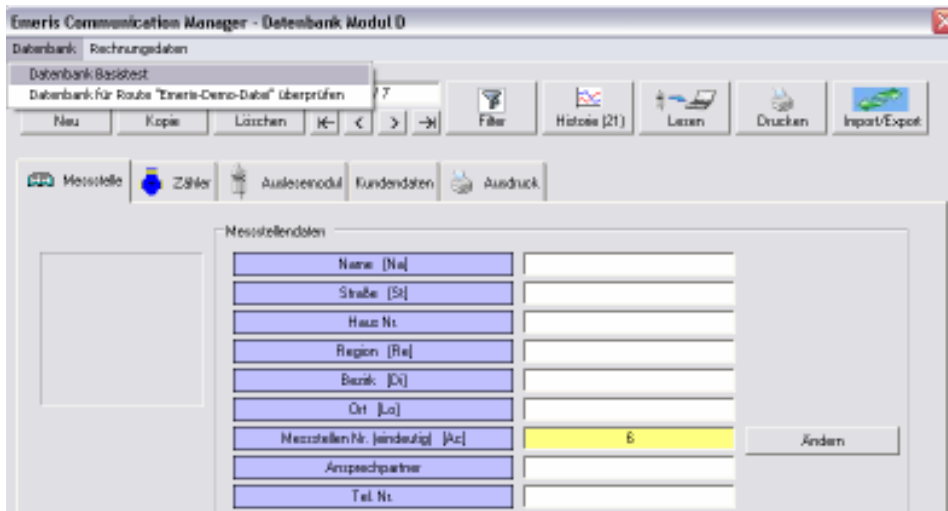 Emeris Communication Manager - Datenbank Modul D
Datenbank Rechnungsdaten
Datenbank Basistest
Datenbank für Route "Emeris-Demo-Datei" überprüfen
/ 7
Neu Kopie Löschen Filter Historie (21) Lesen Drucken Import/Export
Messstelle Zähler Auslesemodul Kundendaten Ausdruck
Messstellendaten
Name [Na]
Straße [St]
Haus Nr.
Region [Re]
Bezirk [Di]
Ort [Lo]
Messstellen Nr. (eindeutig) [Ac] 6 Ändern
Ansprechpartner
Tel. Nr.